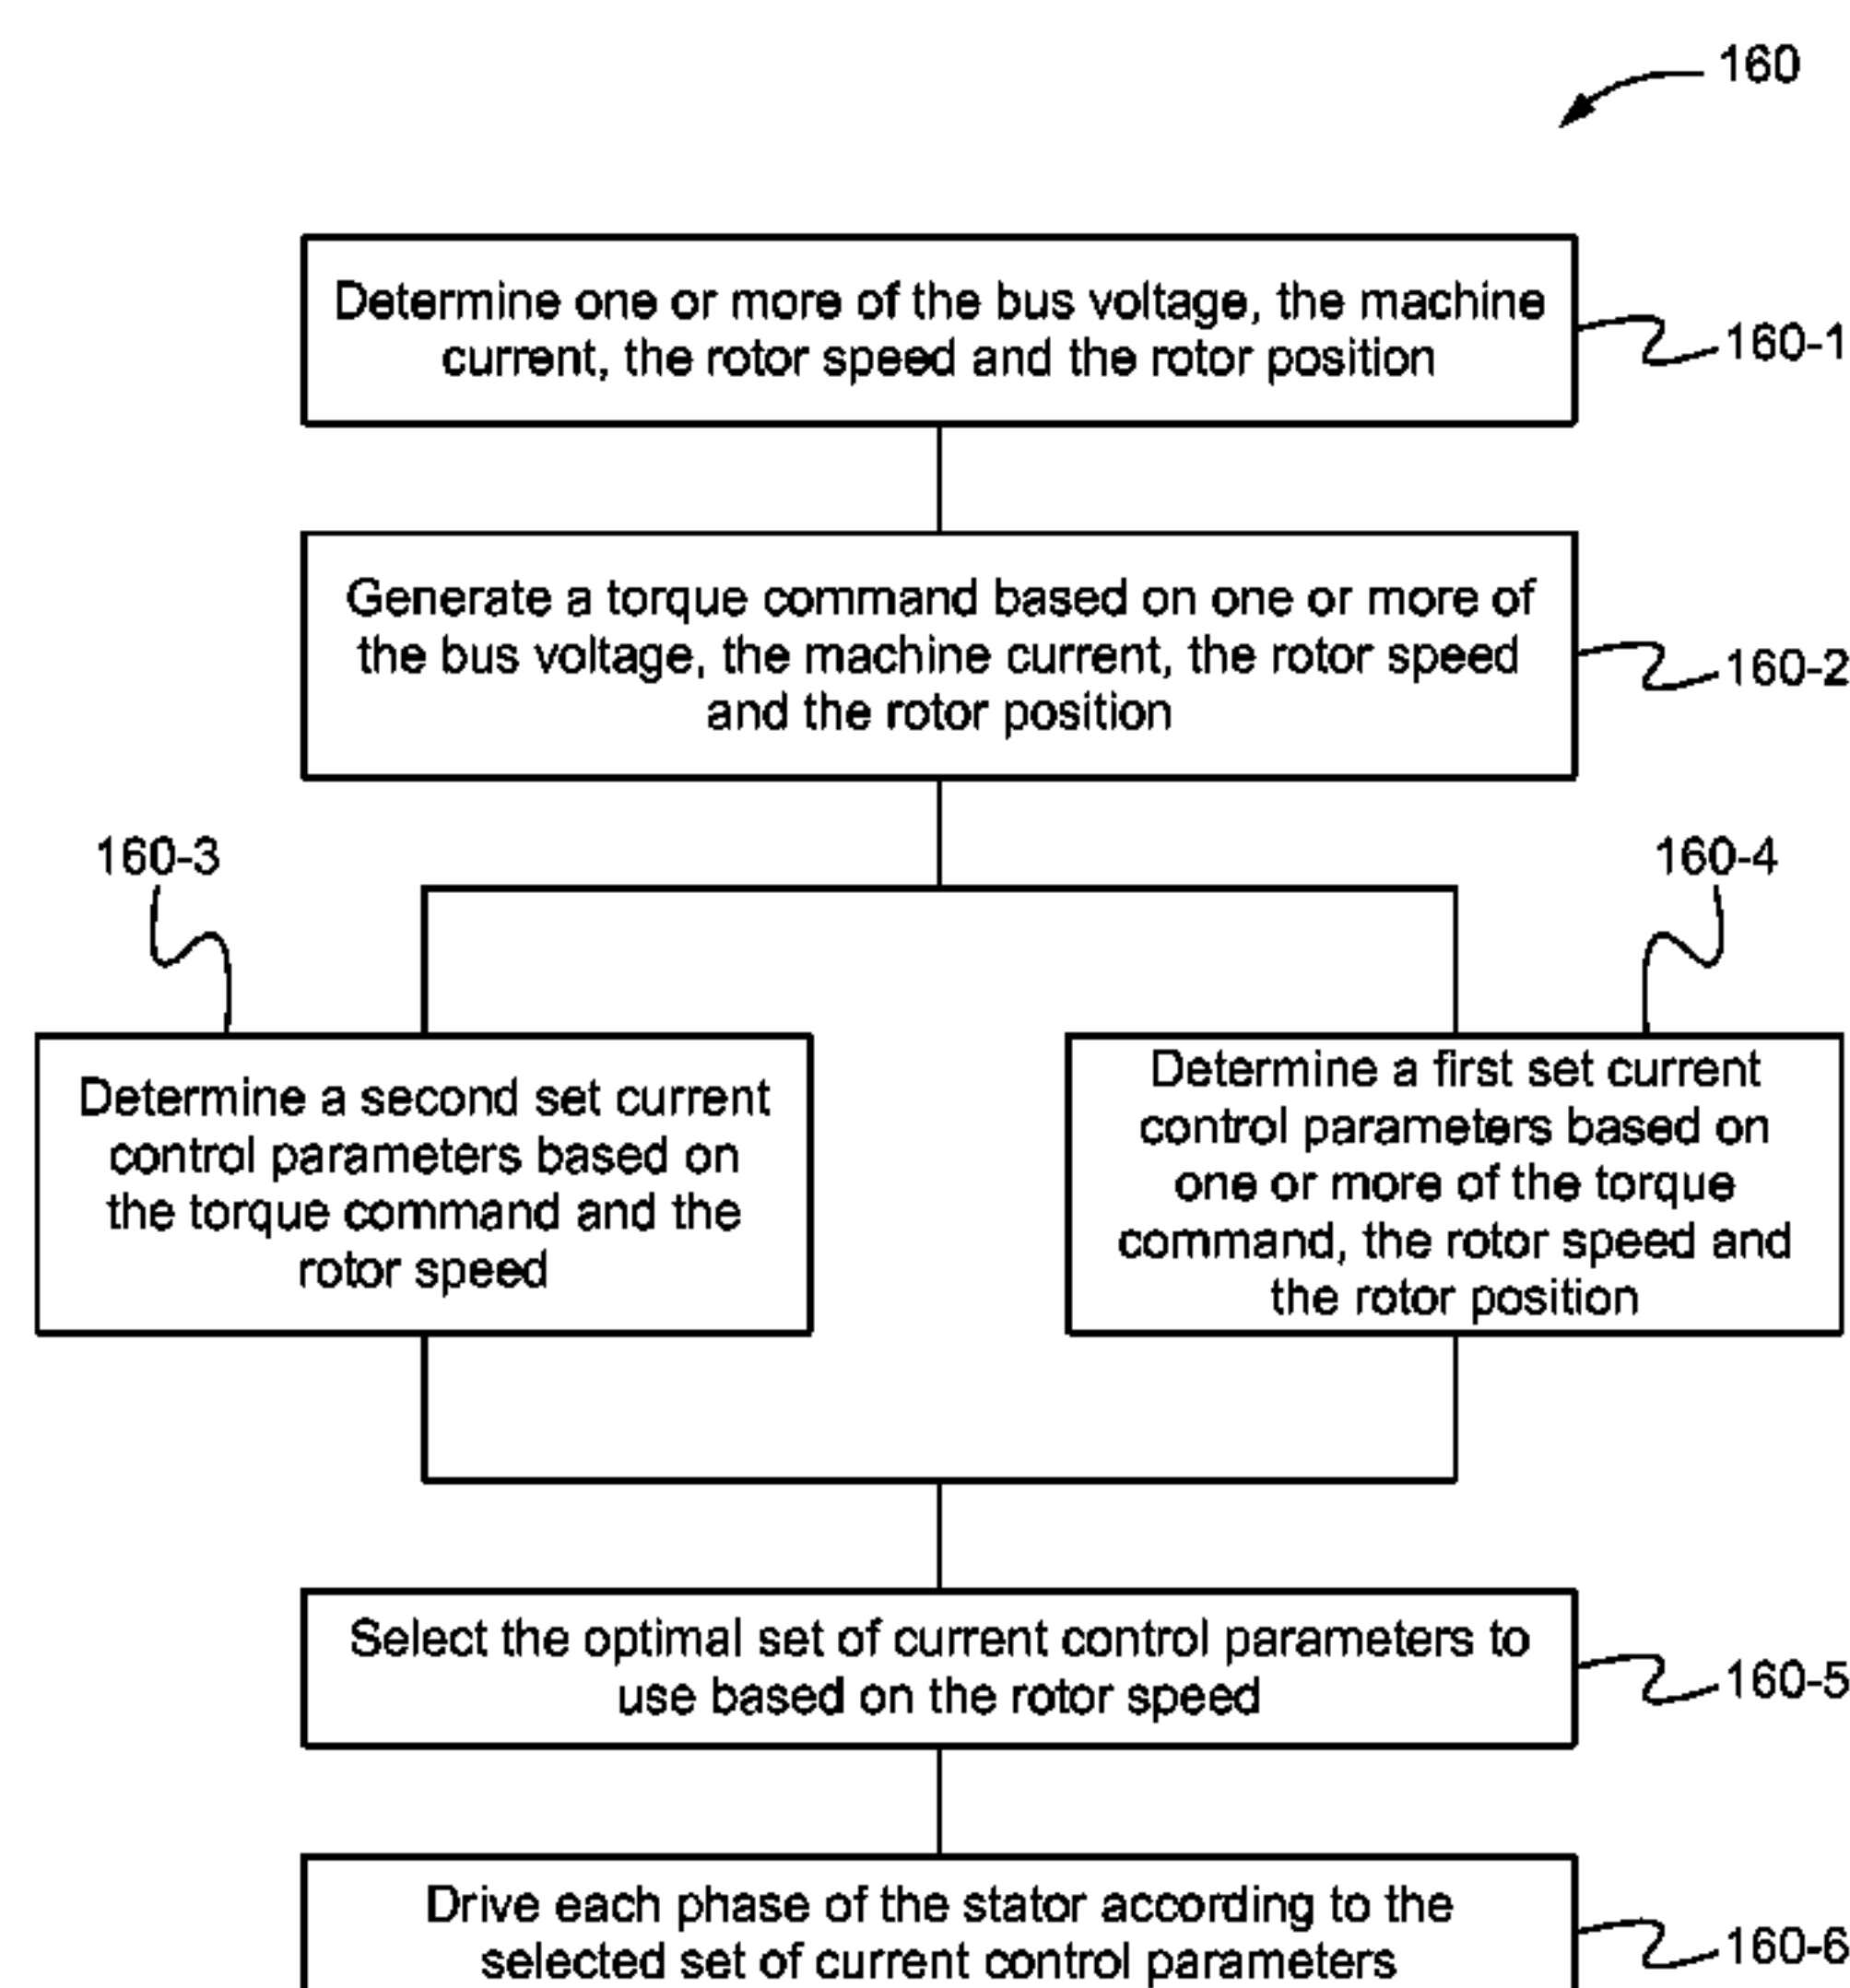 160
Determine one or more of the bus voltage, the machine
current, the rotor speed and the rotor position
160-1
Generate a torque command based on one or more of
the bus voltage, the machine current, the rotor speed
and the rotor position
160-2
160-3
160-4
Determine a second set current
control parameters based on
the torque command and the
rotor speed
Determine a first set current
control parameters based on
one or more of the torque
command, the rotor speed and
the rotor position
Select the optimal set of current control parameters to
use based on the rotor speed
160-5
Drive each phase of the stator according to the
selected set of current control parameters
160-6